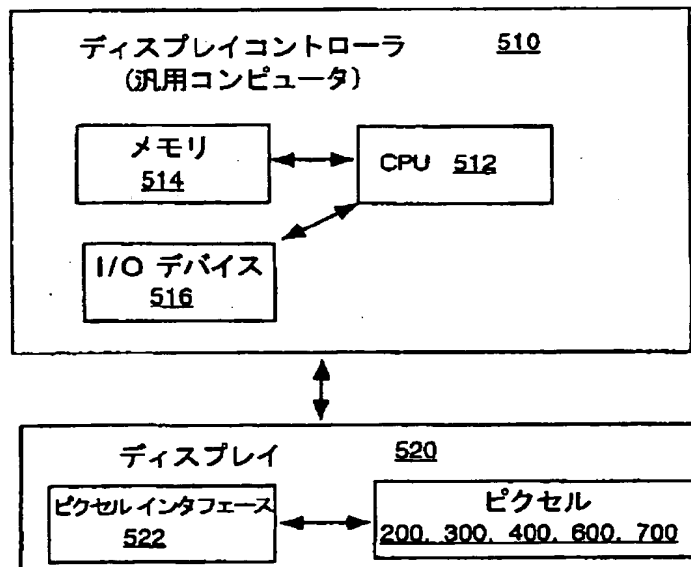 ディスプレイコントローラ 510
(汎用コンピュータ)
メモリ
514
CPU 512
I/O デバイス
516
ディスプレイ 520
ピクセル インタフェース
522
ピクセル
200, 300, 400, 600, 700